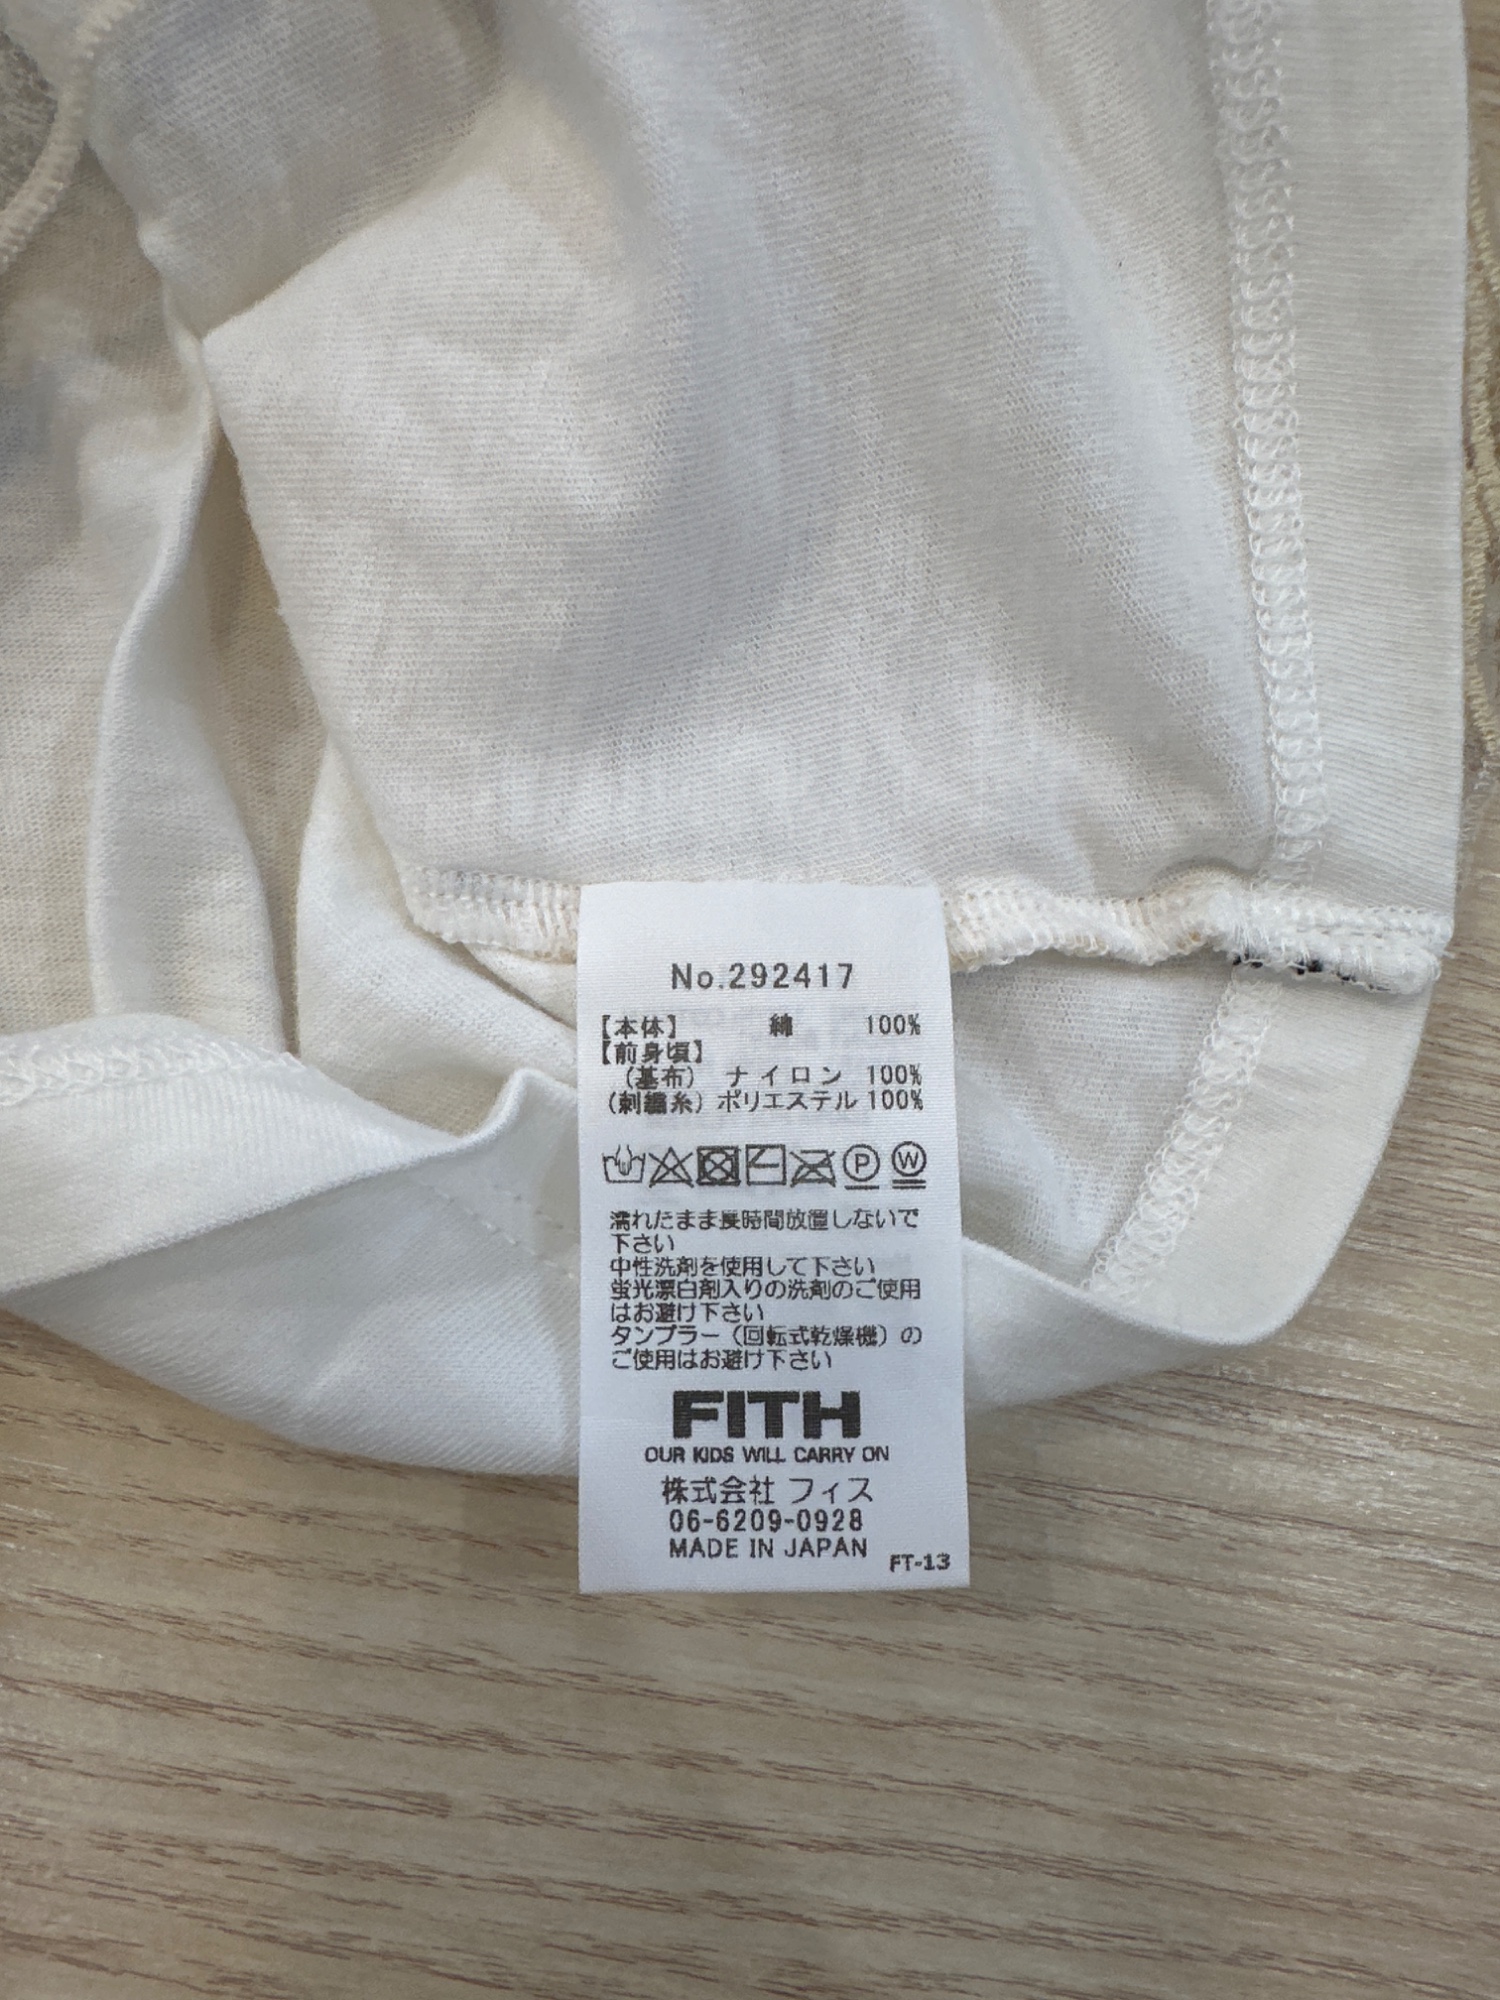 No.292417
【本体】 綿 100%
【前身頃】
（基布） ナイロン 100%
（刺繍糸） ポリエステル 100%
P W
濡れたまま長時間放置しないで
下さい
中性洗剤を使用して下さい
蛍光漂白剤入りの洗剤のご使用
はお避け下さい
タンブラー（回転式乾燥機）の
ご使用はお避け下さい
FITH
OUR KIDS WILL CARRY ON
株式会社 フィス
06-6209-0928
MADE IN JAPAN
FT-13